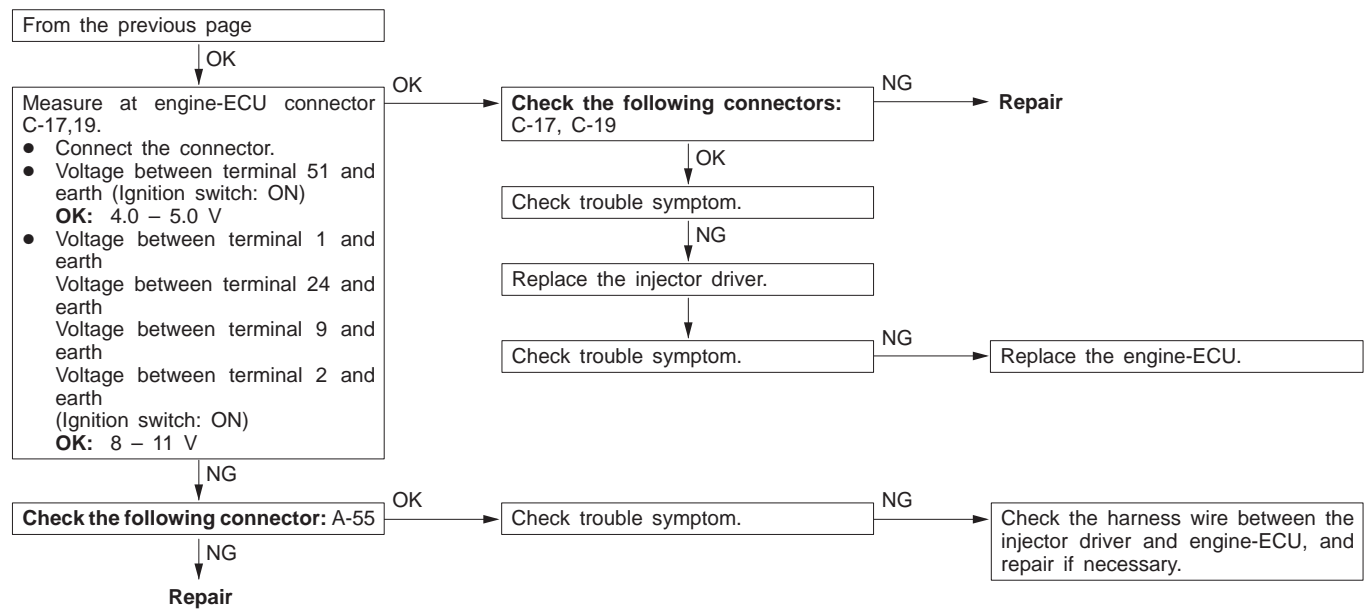 From the previous page
OK
Measure at engine-ECU connector
C-17,19.
● Connect the connector.
● Voltage between terminal 51 and
earth (Ignition switch: ON)
OK: 4.0 – 5.0 V
● Voltage between terminal 1 and
earth
Voltage between terminal 24 and
earth
Voltage between terminal 9 and
earth
Voltage between terminal 2 and
earth
(Ignition switch: ON)
OK: 8 – 11 V
OK
Check the following connectors:
C-17, C-19
NG
Repair
OK
Check trouble symptom.
NG
Replace the injector driver.
Check trouble symptom.
NG
Replace the engine-ECU.
NG
Check the following connector: A-55
OK
Check trouble symptom.
NG
Check the harness wire between the
injector driver and engine-ECU, and
repair if necessary.
NG
Repair